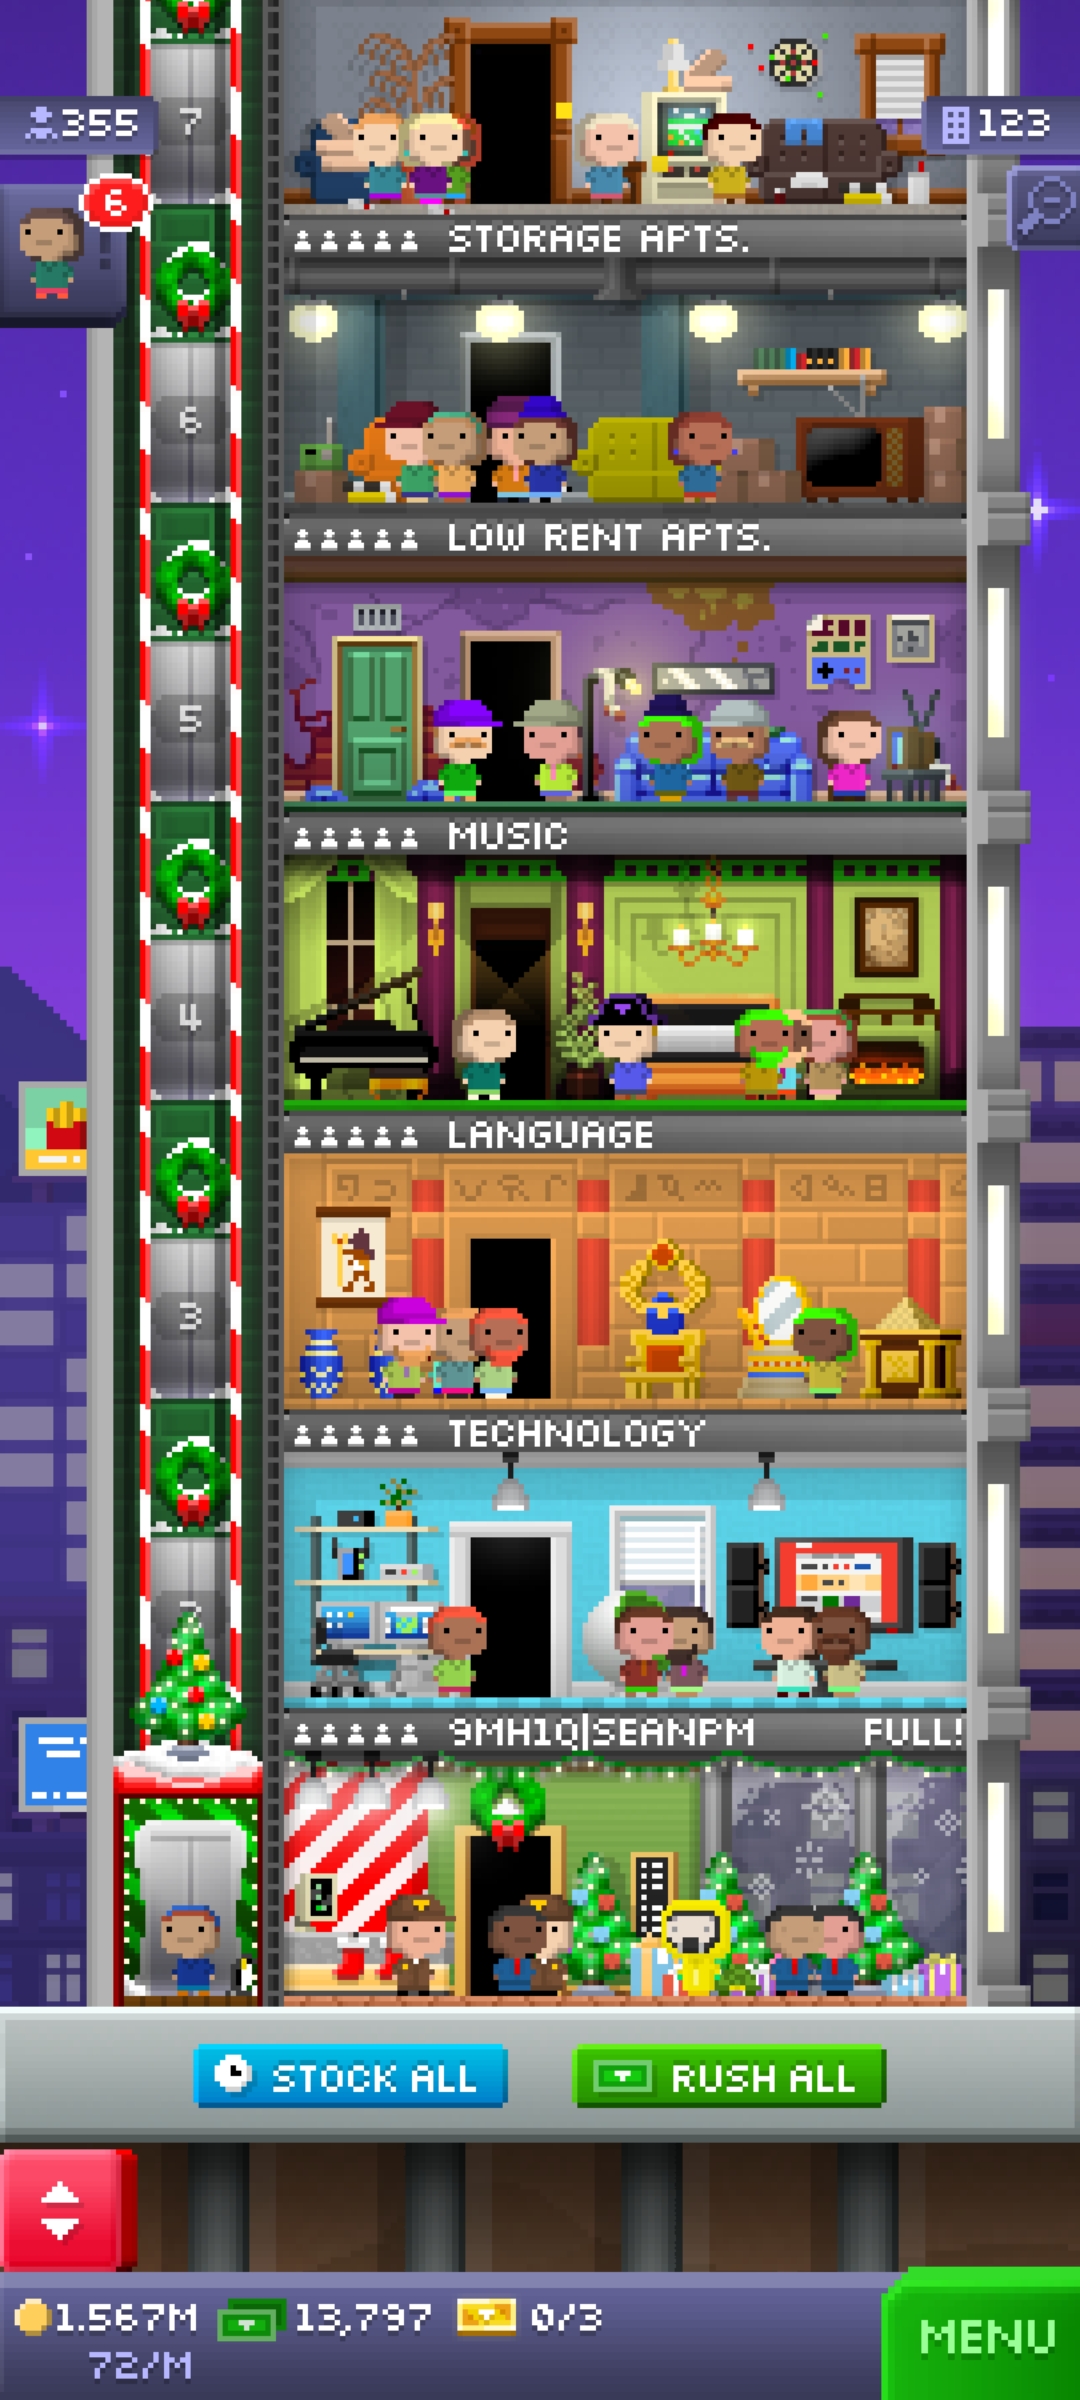 7
355
123
6
STORAGE APTS.
6
LOW RENT APTS.
5
MUSIC
4
LANGUAGE
3
TECHNOLOGY
9MH1Q|SEANPM FULL!
STOCK ALL
RUSH ALL
1.567M 13,797 0/3
72/M
MENU